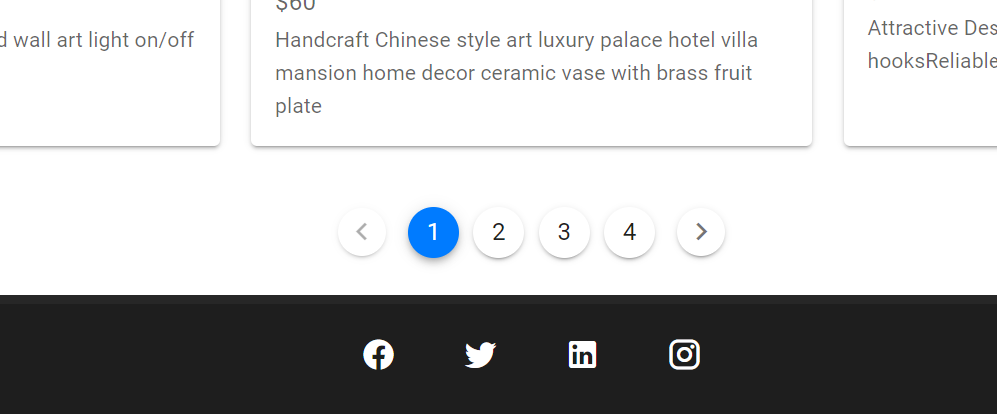 $60
d wall art light on/off
Handcraft Chinese style art luxury palace hotel villa
mansion home decor ceramic vase with brass fruit
plate
Attractive Des
hooksReliable
1 2 3 4